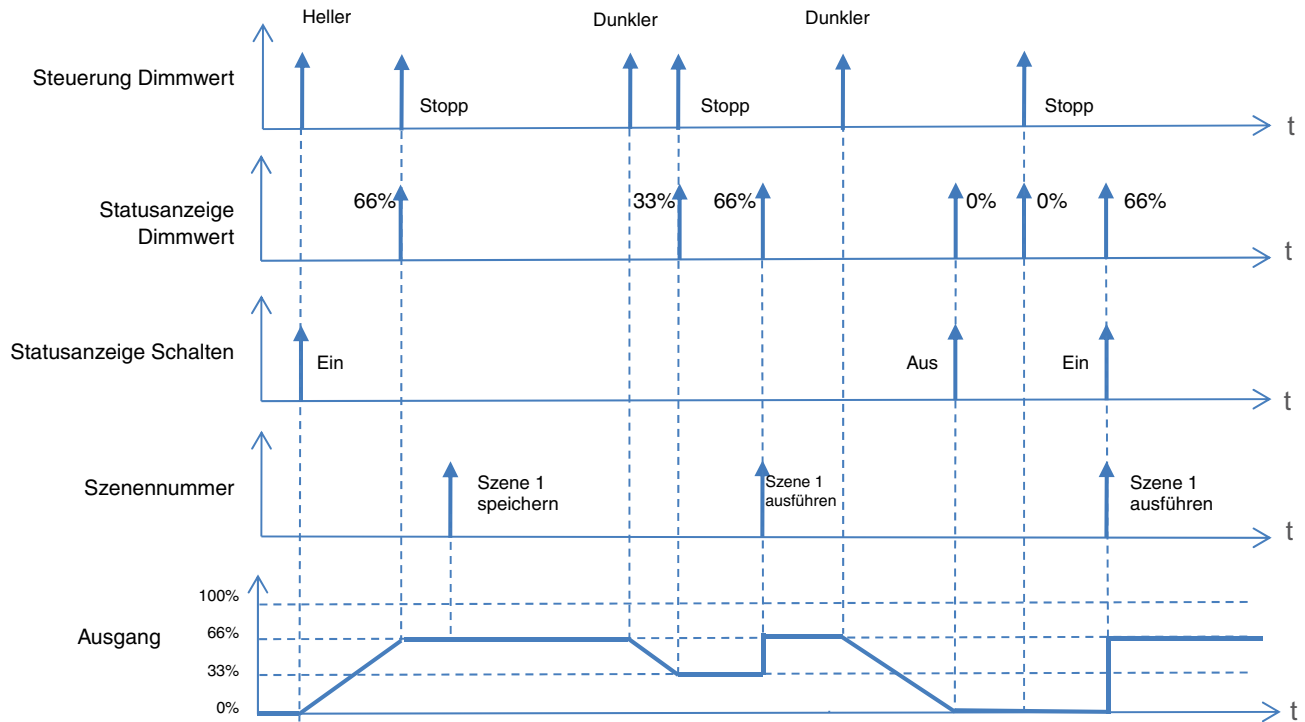 Heller
Dunkler
Dunkler
Steuerung Dimmwert
Stopp
Stopp
Stopp
t
Statusanzeige
Dimmwert
66%
33%
66%
0%
0%
66%
t
Statusanzeige Schalten
Ein
Aus
Ein
t
Szenennummer
Szene 1
speichern
Szene 1
ausführen
Szene 1
ausführen
t
Ausgang
100%
66%
33%
0%
t